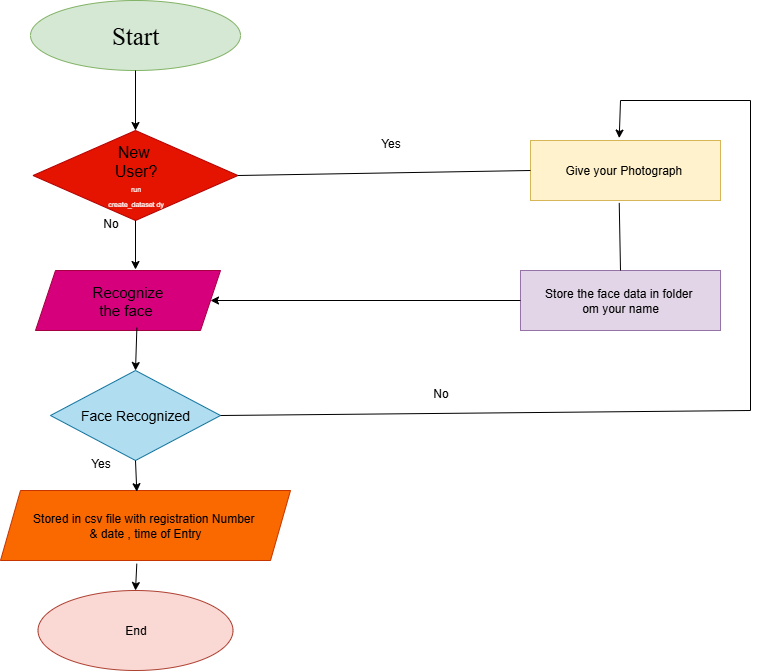 Start
New
User?
run
create_dataset dy
Yes
Give your Photograph
No
Recognize
the face
Store the face data in folder
om your name
Face Recognized
No
Yes
Stored in csv file with registration Number
& date , time of Entry
End